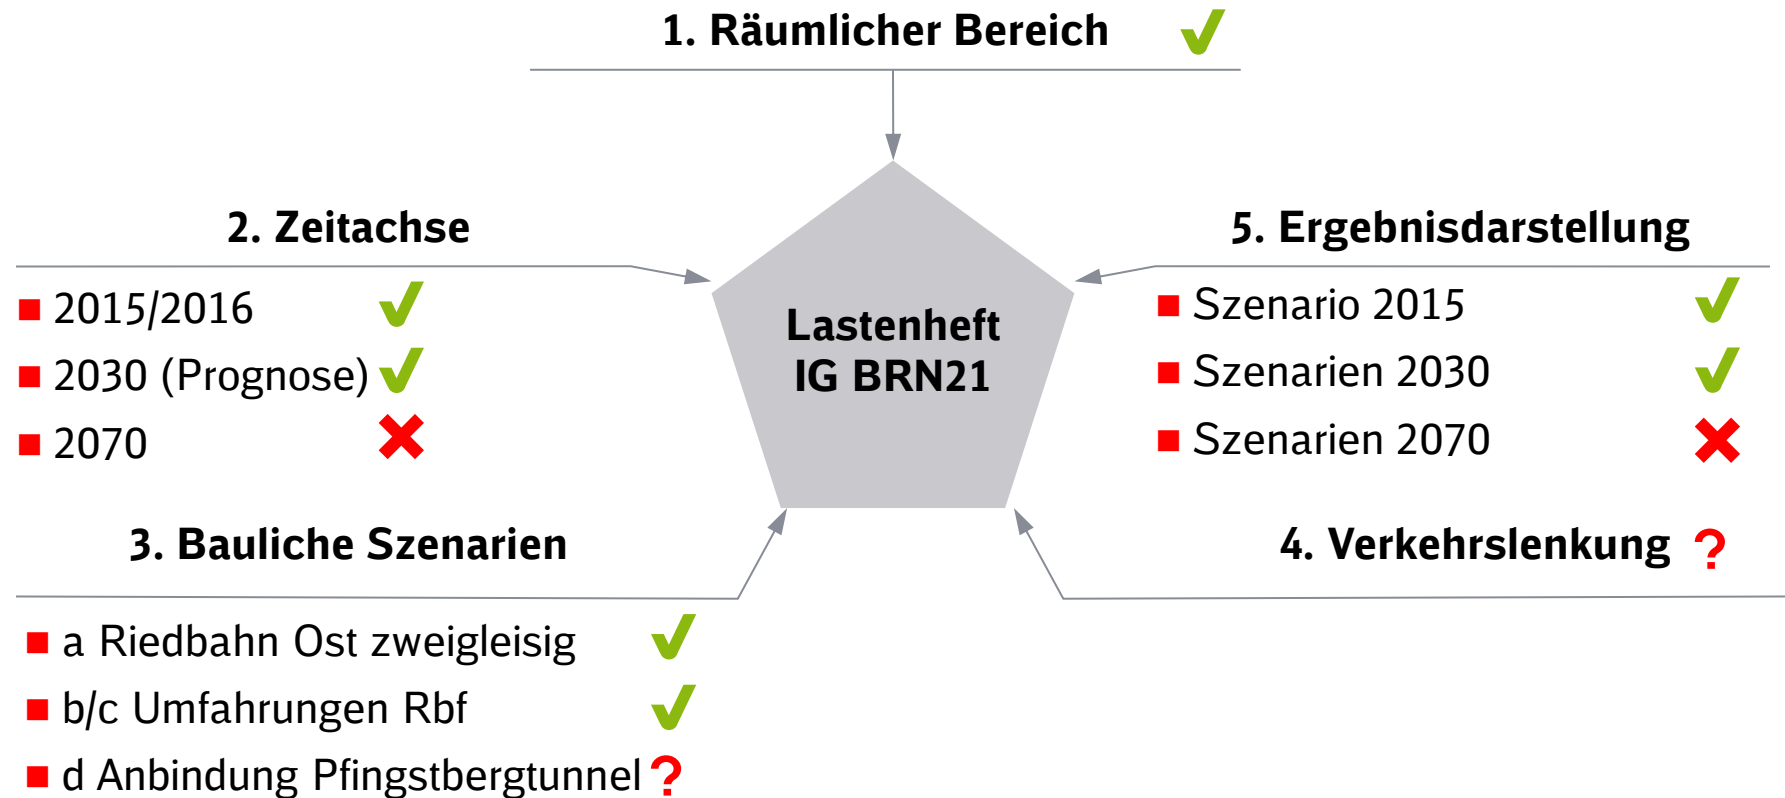 1. Räumlicher Bereich
2. Zeitachse
2015/2016
2030 (Prognose)
2070
Lastenheft
IG BRN21
5. Ergebnisdarstellung
Szenario 2015
Szenarien 2030
Szenarien 2070
3. Bauliche Szenarien
a Riedbahn Ost zweigleisig
b/c Umfahrungen Rbf
d Anbindung Pfingstbergtunnel ?
4. Verkehrslenkung ?